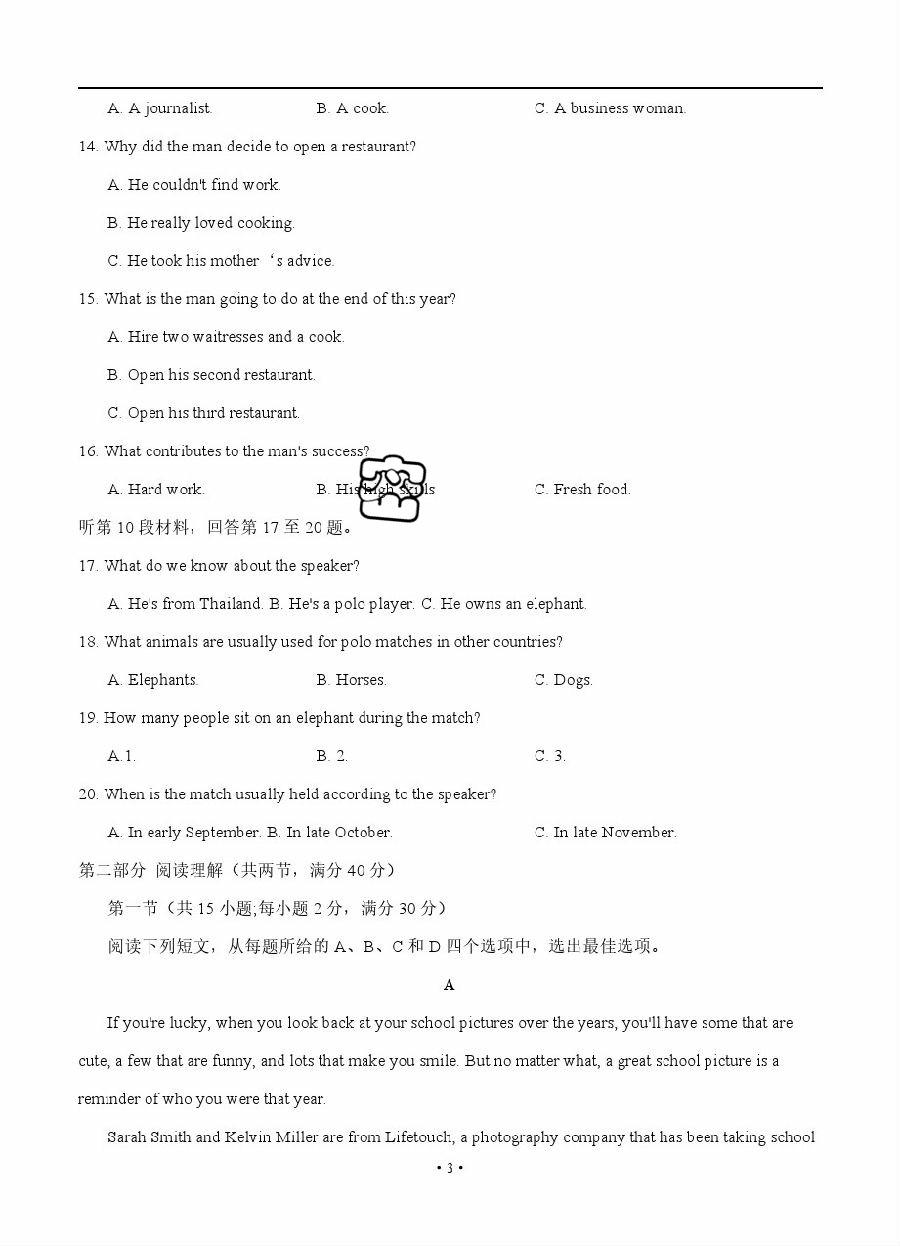 A. A journalist. B. A cook. C. A business woman.
14. Why did the man decide to open a restaurant?
A. He couldn't find work.
B. He really loved cooking.
C. He took his mother‘s advice.
15. What is the man going to do at the end of this year?
A. Hire two waitresses and a cook.
B. Open his second restaurant.
C. Open his third restaurant.
16. What contributes to the man's success?
A. Hard work. B. His high skills C. Fresh food.
听第 10 段材料，回答第 17 至 20 题。
17. What do we know about the speaker?
A. He's from Thailand. B. He's a polo player. C. He owns an elephant.
18. What animals are usually used for polo matches in other countries?
A. Elephants. B. Horses. C. Dogs.
19. How many people sit on an elephant during the match?
A.1. B. 2. C. 3.
20. When is the match usually held according to the speaker?
A. In early September. B. In late October. C. In late November.
第二部分 阅读理解（共两节，满分 40 分）
第一节（共 15 小题;每小题 2 分，满分 30 分）
阅读下列短文，从每题所给的 A、B、C 和 D 四个选项中，选出最佳选项。
A
If you're lucky, when you look back at your school pictures over the years, you'll have some that are
cute, a few that are funny, and lots that make you smile. But no matter what, a great school picture is a
reminder of who you were that year.
Sarah Smith and Kelvin Miller are from Lifetouch, a photography company that has been taking school
• 3 •